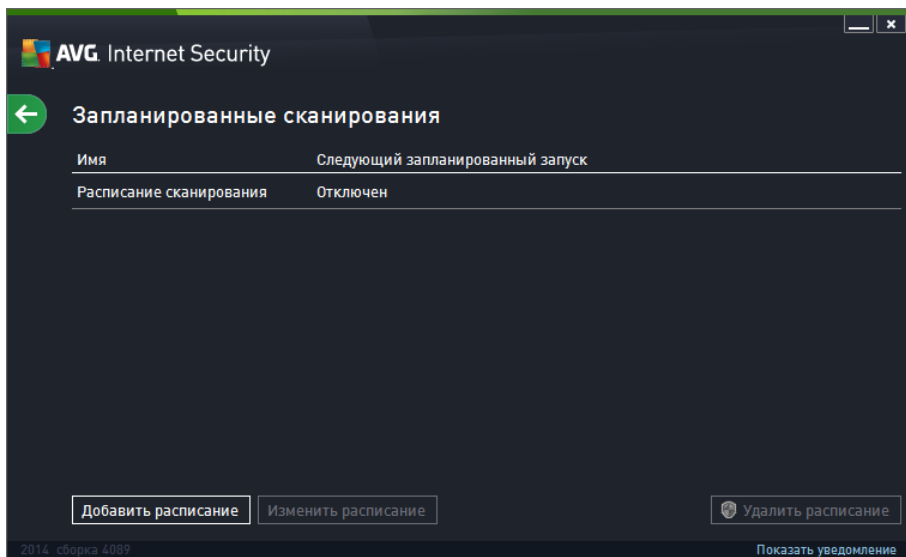 AVG. Internet Security
Запланированные сканирования
Имя Следующий запланированный запуск
Расписание сканирования Отключен
Добавить расписание Изменить расписание Удалить расписание
2014 сборка 4089 Показать уведомление